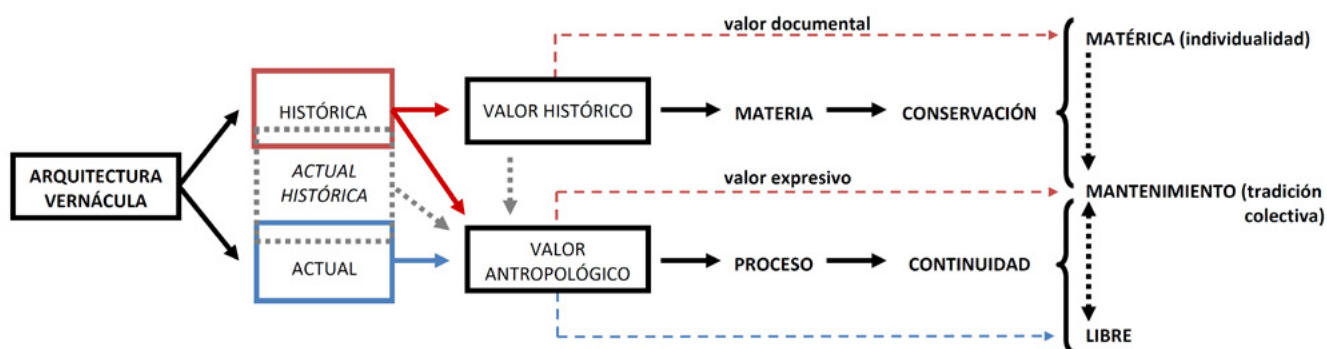 valor documental
MATÉRICA (individualidad)
HISTÓRICA
VALOR HISTÓRICO
MATERIA
CONSERVACIÓN
ARQUITECTURA
VERNÁCULA
ACTUAL
HISTÓRICA
valor expresivo
MANTENIMIENTO (tradición
colectiva)
ACTUAL
VALOR
ANTROPOLÓGICO
PROCESO
CONTINUIDAD
LIBRE